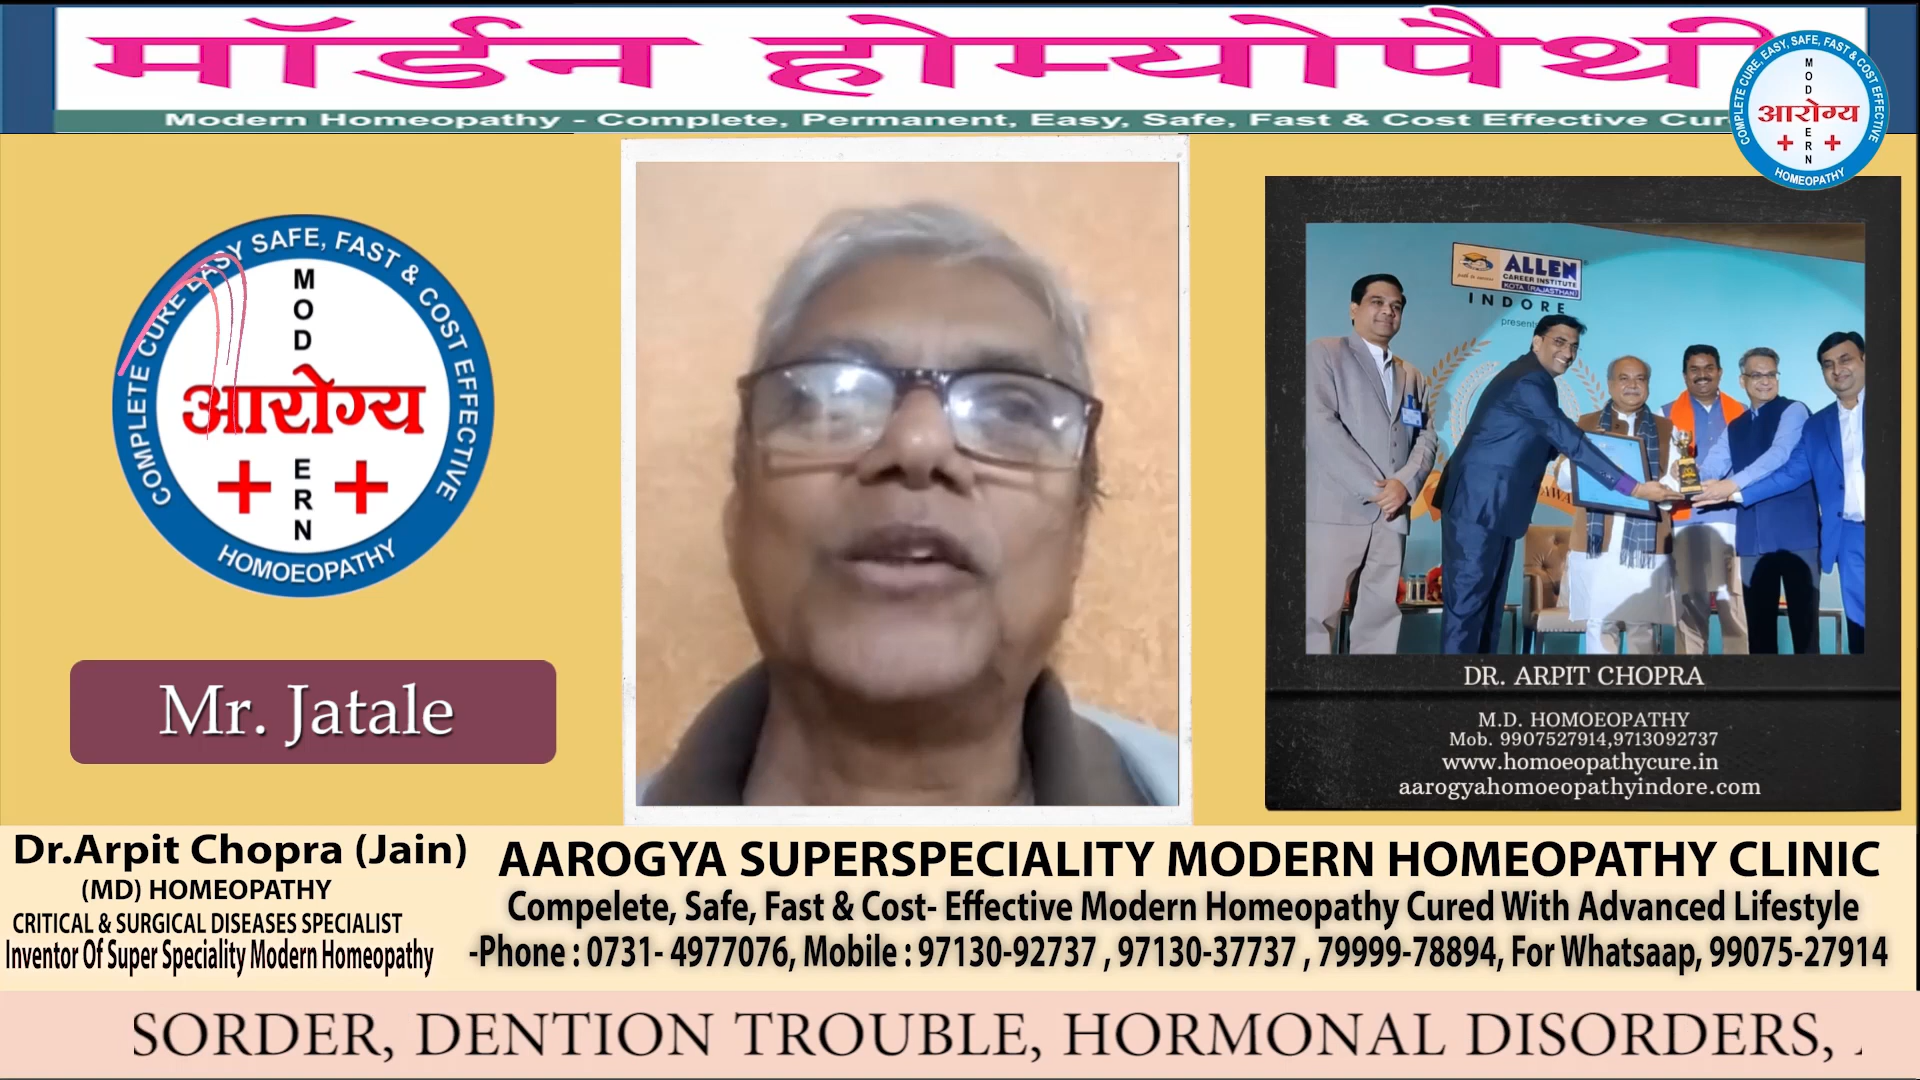 मॉर्डन होम्योपैथी
Modern Homeopathy - Complete, Permanent, Easy, Safe, Fast & Cost Effective Cur
COMPLETE CURE, EASY, SAFE, FAST & COST EFFECTIVE
MODERN
आरोग्य
HOMOEOPATHY
COMPLETE CURE EASY SAFE, FAST & COST EFFECTIVE
MODERN
आरोग्य
HOMOEOPATHY
Mr. Jatale
ALLEN
CAREER INSTITUTE
KOTA (RAJASTHAN)
INDORE
DR. ARPIT CHOPRA
M.D. HOMOEOPATHY
Mob. 9907527914,9713092737
www.homoeopathycure.in
aarogyahomoeopathyindore.com
Dr.Arpit Chopra (Jain)
(MD) HOMEOPATHY
CRITICAL & SURGICAL DISEASES SPECIALIST
Inventor Of Super Speciality Modern Homeopathy
AAROGYA SUPERSPECIALITY MODERN HOMEOPATHY CLINIC
Compelete, Safe, Fast & Cost- Effective Modern Homeopathy Cured With Advanced Lifestyle
-Phone : 0731- 4977076, Mobile : 97130-92737 , 97130-37737 , 79999-78894, For Whatsaap, 99075-27914
SORDER, DENTION TROUBLE, HORMONAL DISORDERS,